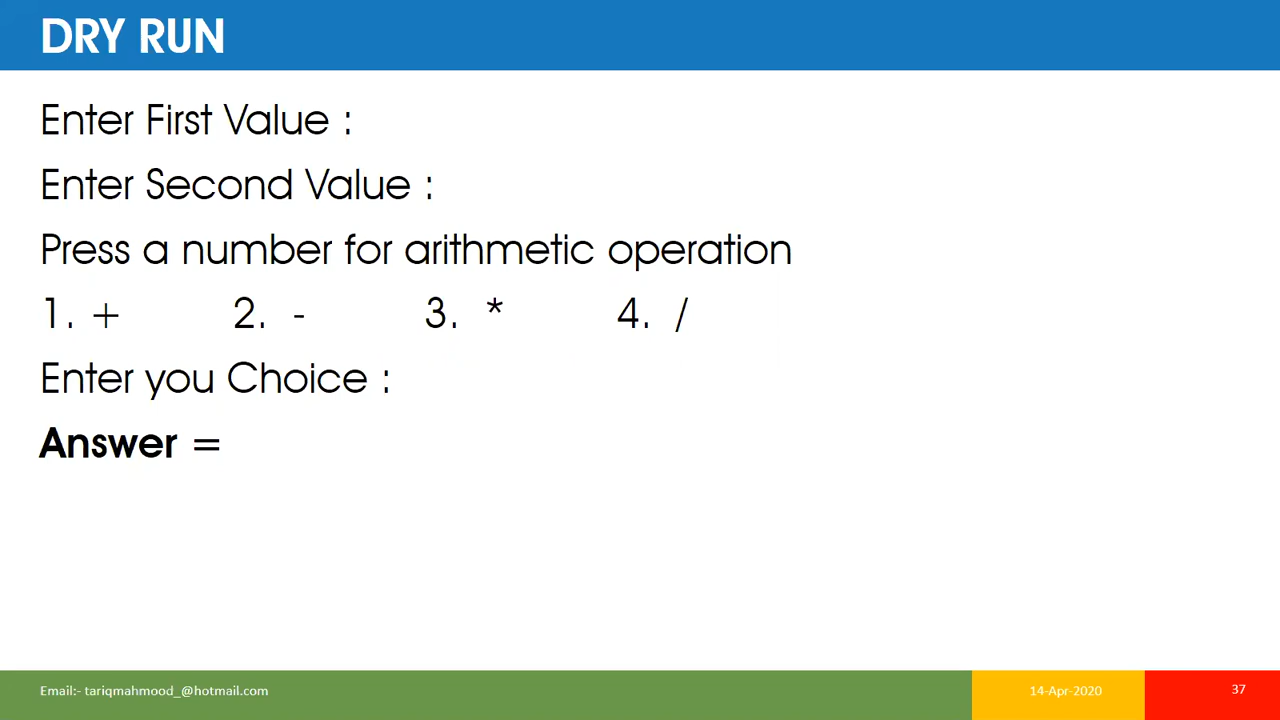 DRY RUN
Enter First Value :
Enter Second Value :
Press a number for arithmetic operation
1. + 2. - 3. * 4. /
Enter you Choice :
Answer =
Email:- tariqmahmood_@hotmail.com 14-Apr-2020 37